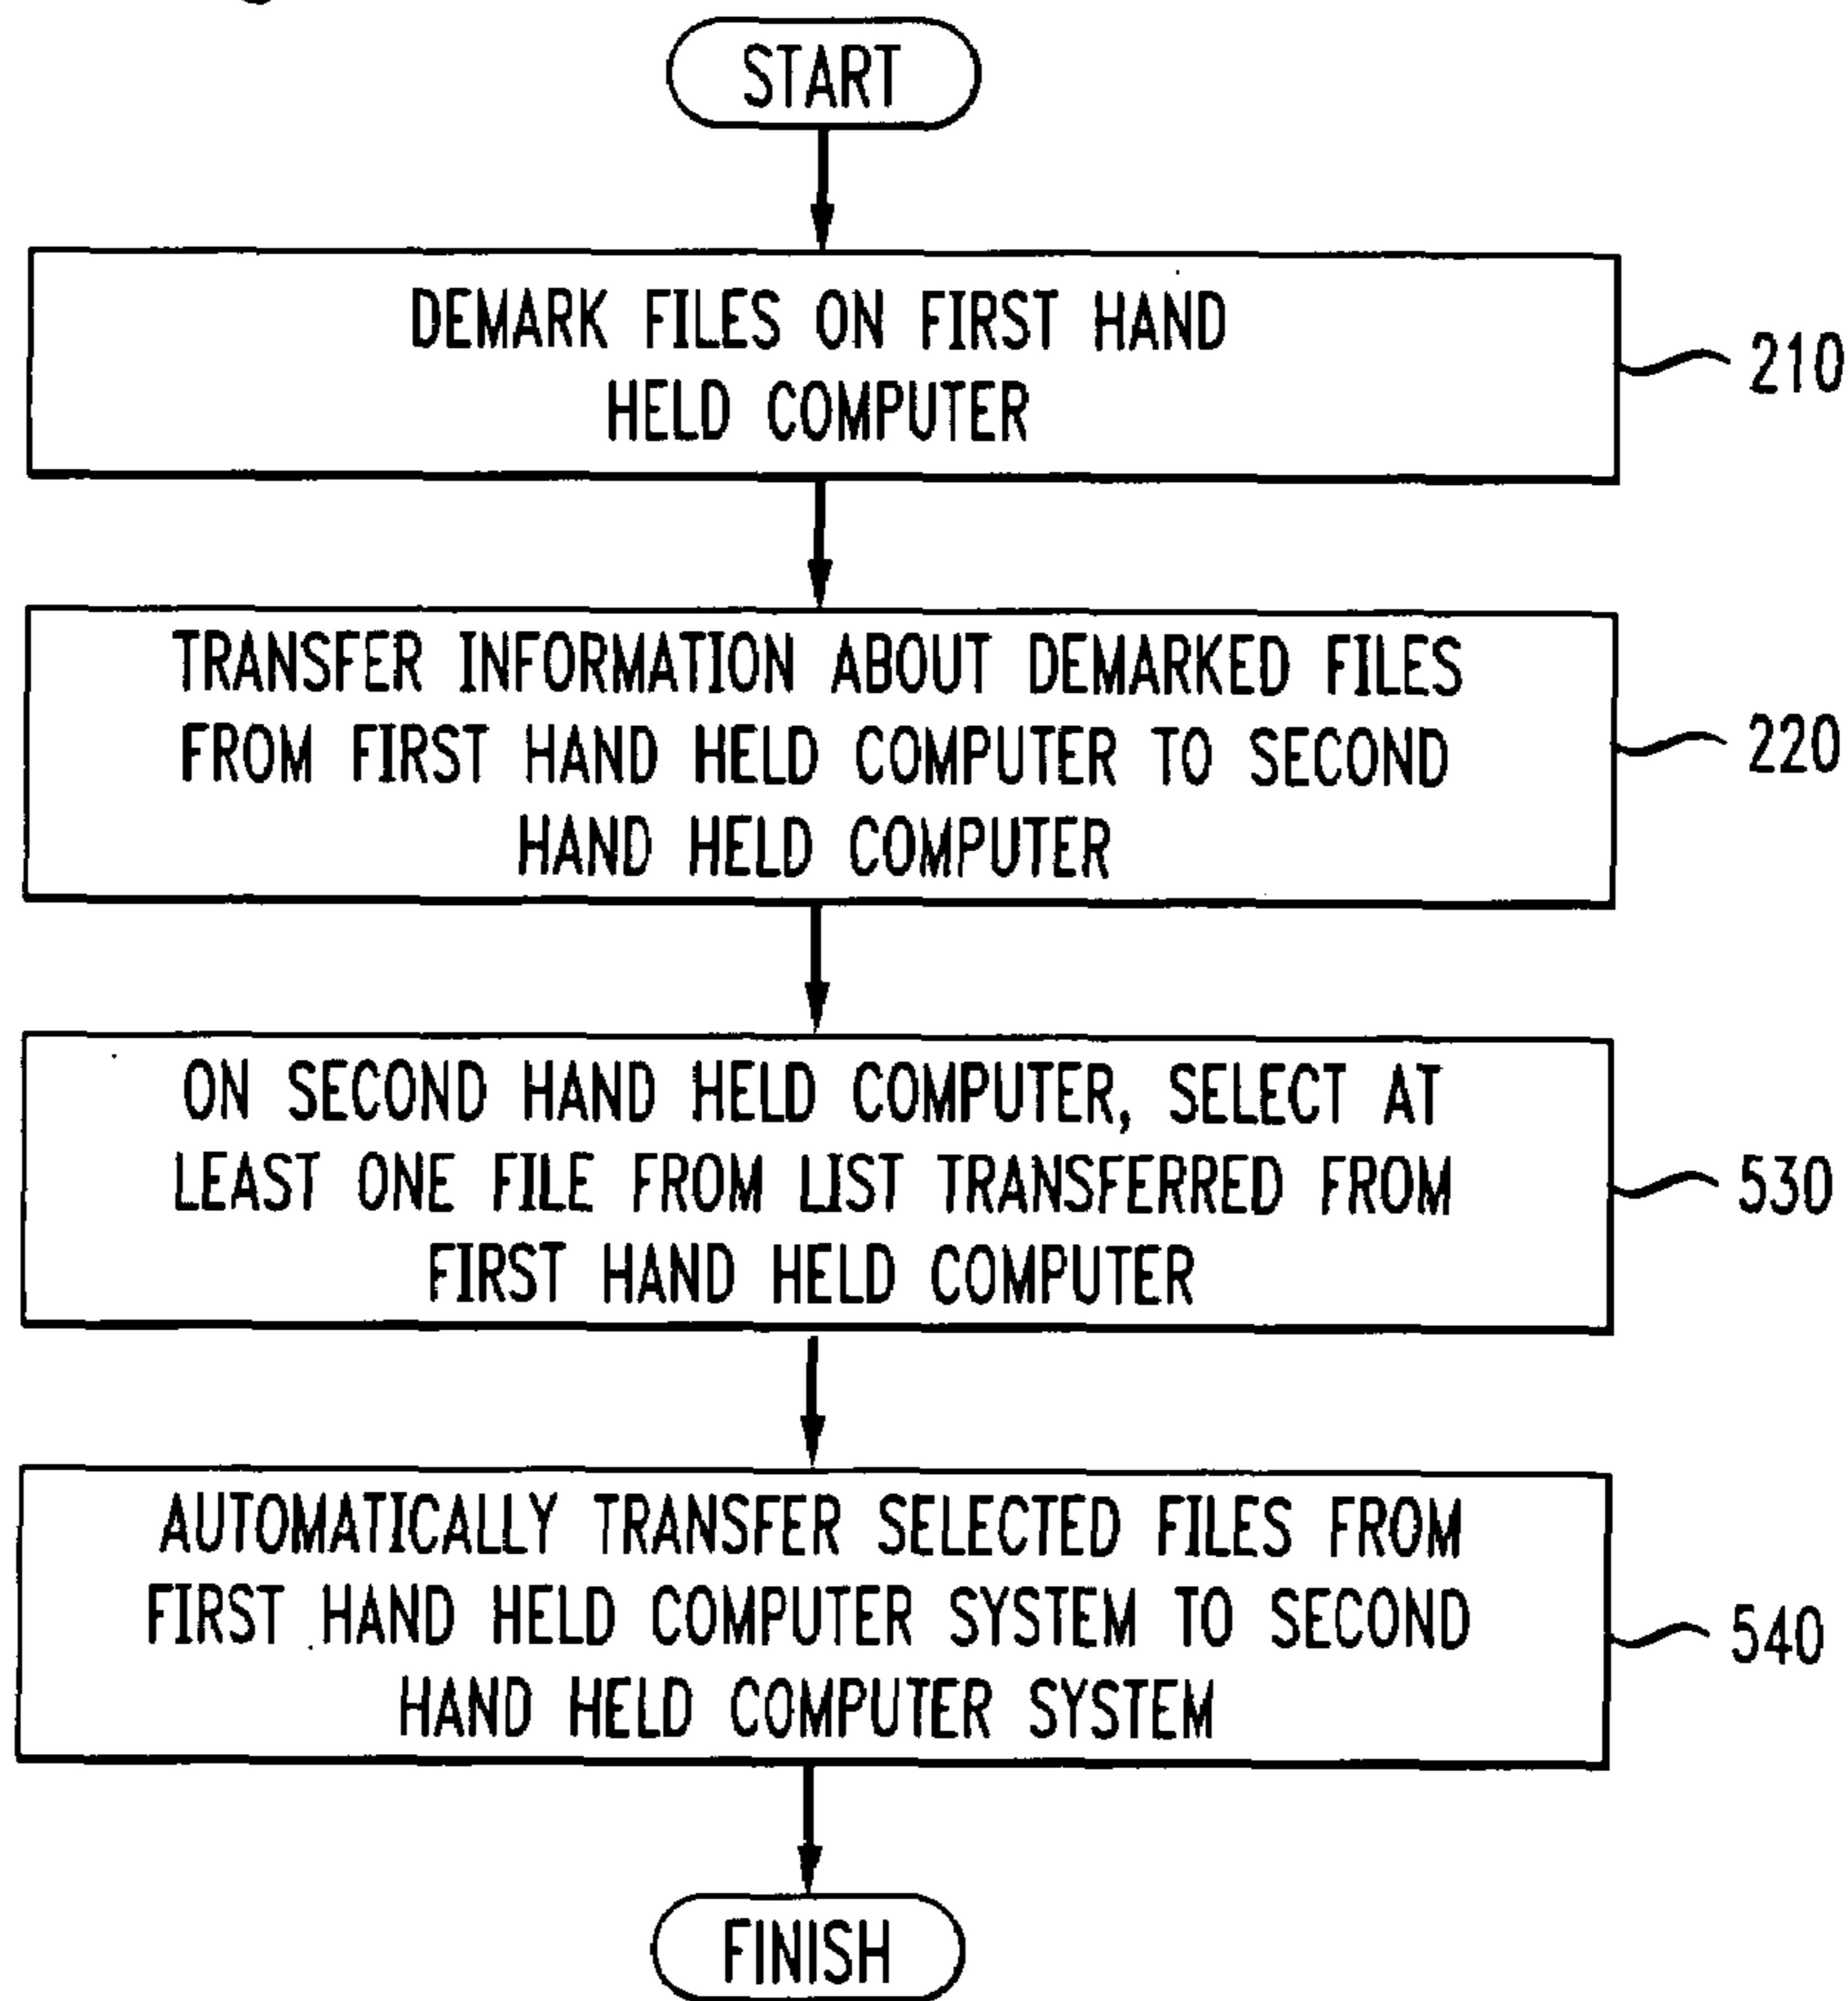 START
DEMARK FILES ON FIRST HAND
HELD COMPUTER
210
TRANSFER INFORMATION ABOUT DEMARKED FILES
FROM FIRST HAND HELD COMPUTER TO SECOND
HAND HELD COMPUTER
220
ON SECOND HAND HELD COMPUTER, SELECT AT
LEAST ONE FILE FROM LIST TRANSFERRED FROM
FIRST HAND HELD COMPUTER
530
AUTOMATICALLY TRANSFER SELECTED FILES FROM
FIRST HAND HELD COMPUTER SYSTEM TO SECOND
HAND HELD COMPUTER SYSTEM
540
FINISH